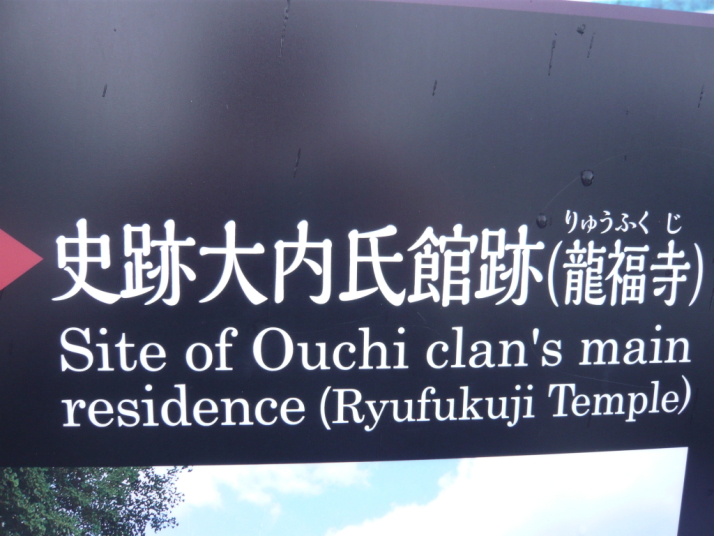 りゅうふくじ
史跡大内氏館跡(龍福寺)
Site of Ouchi clan's main
residence (Ryufukuji Temple)